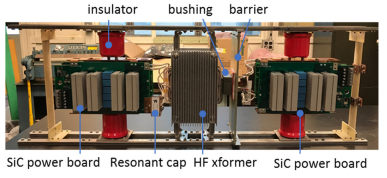 insulator
bushing
barrier
SiC power board
Resonant cap
HF xformer
SiC power board